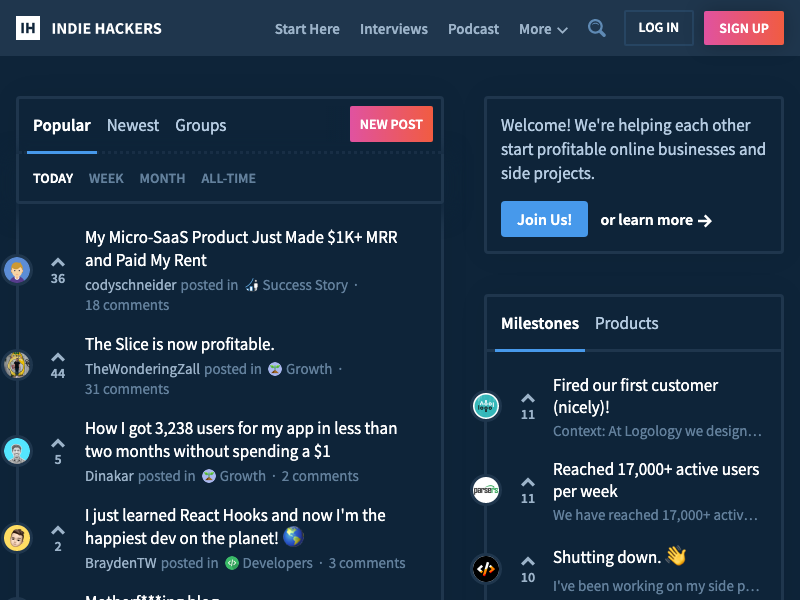 IH INDIE HACKERS Start Here Interviews Podcast More LOG IN SIGN UP
Popular Newest Groups NEW POST
TODAY WEEK MONTH ALL-TIME
36
My Micro-SaaS Product Just Made $1K+ MRR
and Paid My Rent
codyschneider posted in Success Story ·
18 comments
44
The Slice is now profitable.
TheWonderingZall posted in Growth ·
31 comments
5
How I got 3,238 users for my app in less than
two months without spending a $1
Dinakar posted in Growth · 2 comments
2
I just learned React Hooks and now I'm the
happiest dev on the planet! 🌎
BraydenTW posted in Developers · 3 comments
Motherf***ing blog
Welcome! We're helping each other
start profitable online businesses and
side projects.
Join Us! or learn more →
Milestones Products
11
Fired our first customer
(nicely)!
Context: At Logology we design…
parsers
11
Reached 17,000+ active users
per week
We have reached 17,000+ activ…
10
Shutting down. 👋
I've been working on my side p…